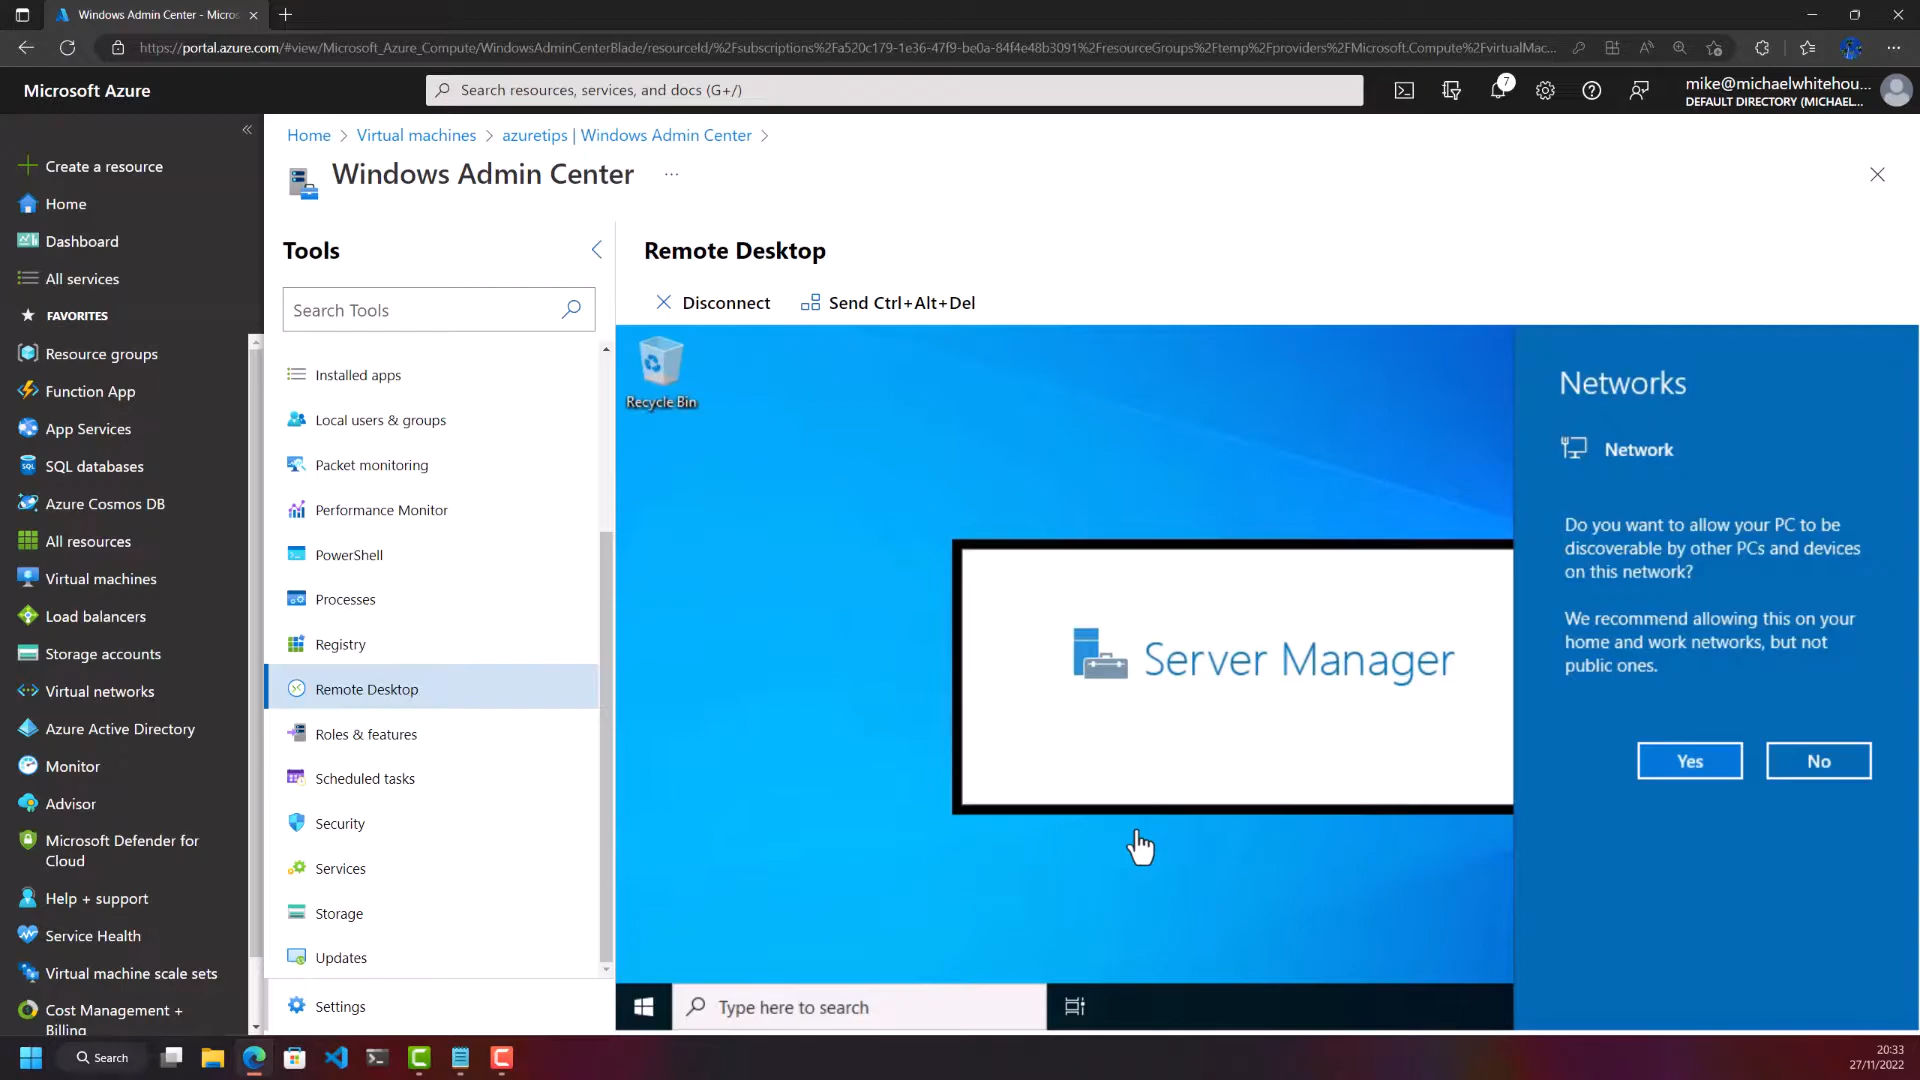 Windows Admin Center - Micros
https://portal.azure.com/#view/Microsoft_Azure_Compute/WindowsAdminCenterBlade/resourceId/%2Fsubscriptions%2Fa520c179-1e36-47f9-be0a-84f4e48b3091%2FresourceGroups%2Ftemp%2Fproviders%2FMicrosoft.Compute%2FvirtualMac...
Microsoft Azure
Search resources, services, and docs (G+/)
7
mike@michaelwhitehou...
DEFAULT DIRECTORY (MICHAEL...
Create a resource
Home
Dashboard
All services
FAVORITES
Resource groups
Function App
App Services
SQL databases
Azure Cosmos DB
All resources
Virtual machines
Load balancers
Storage accounts
Virtual networks
Azure Active Directory
Monitor
Advisor
Microsoft Defender for
Cloud
Help + support
Service Health
Virtual machine scale sets
Cost Management +
Billing
Home > Virtual machines > azuretips | Windows Admin Center >
Windows Admin Center ...
Tools
Search Tools
Installed apps
Local users & groups
Packet monitoring
Performance Monitor
PowerShell
Processes
Registry
Remote Desktop
Roles & features
Scheduled tasks
Security
Services
Storage
Updates
Settings
Remote Desktop
Disconnect
Send Ctrl+Alt+Del
Recycle Bin
Server Manager
Networks
Network
Do you want to allow your PC to be
discoverable by other PCs and devices
on this network?
We recommend allowing this on your
home and work networks, but not
public ones.
Yes
No
Type here to search
Search
20:33
27/11/2022